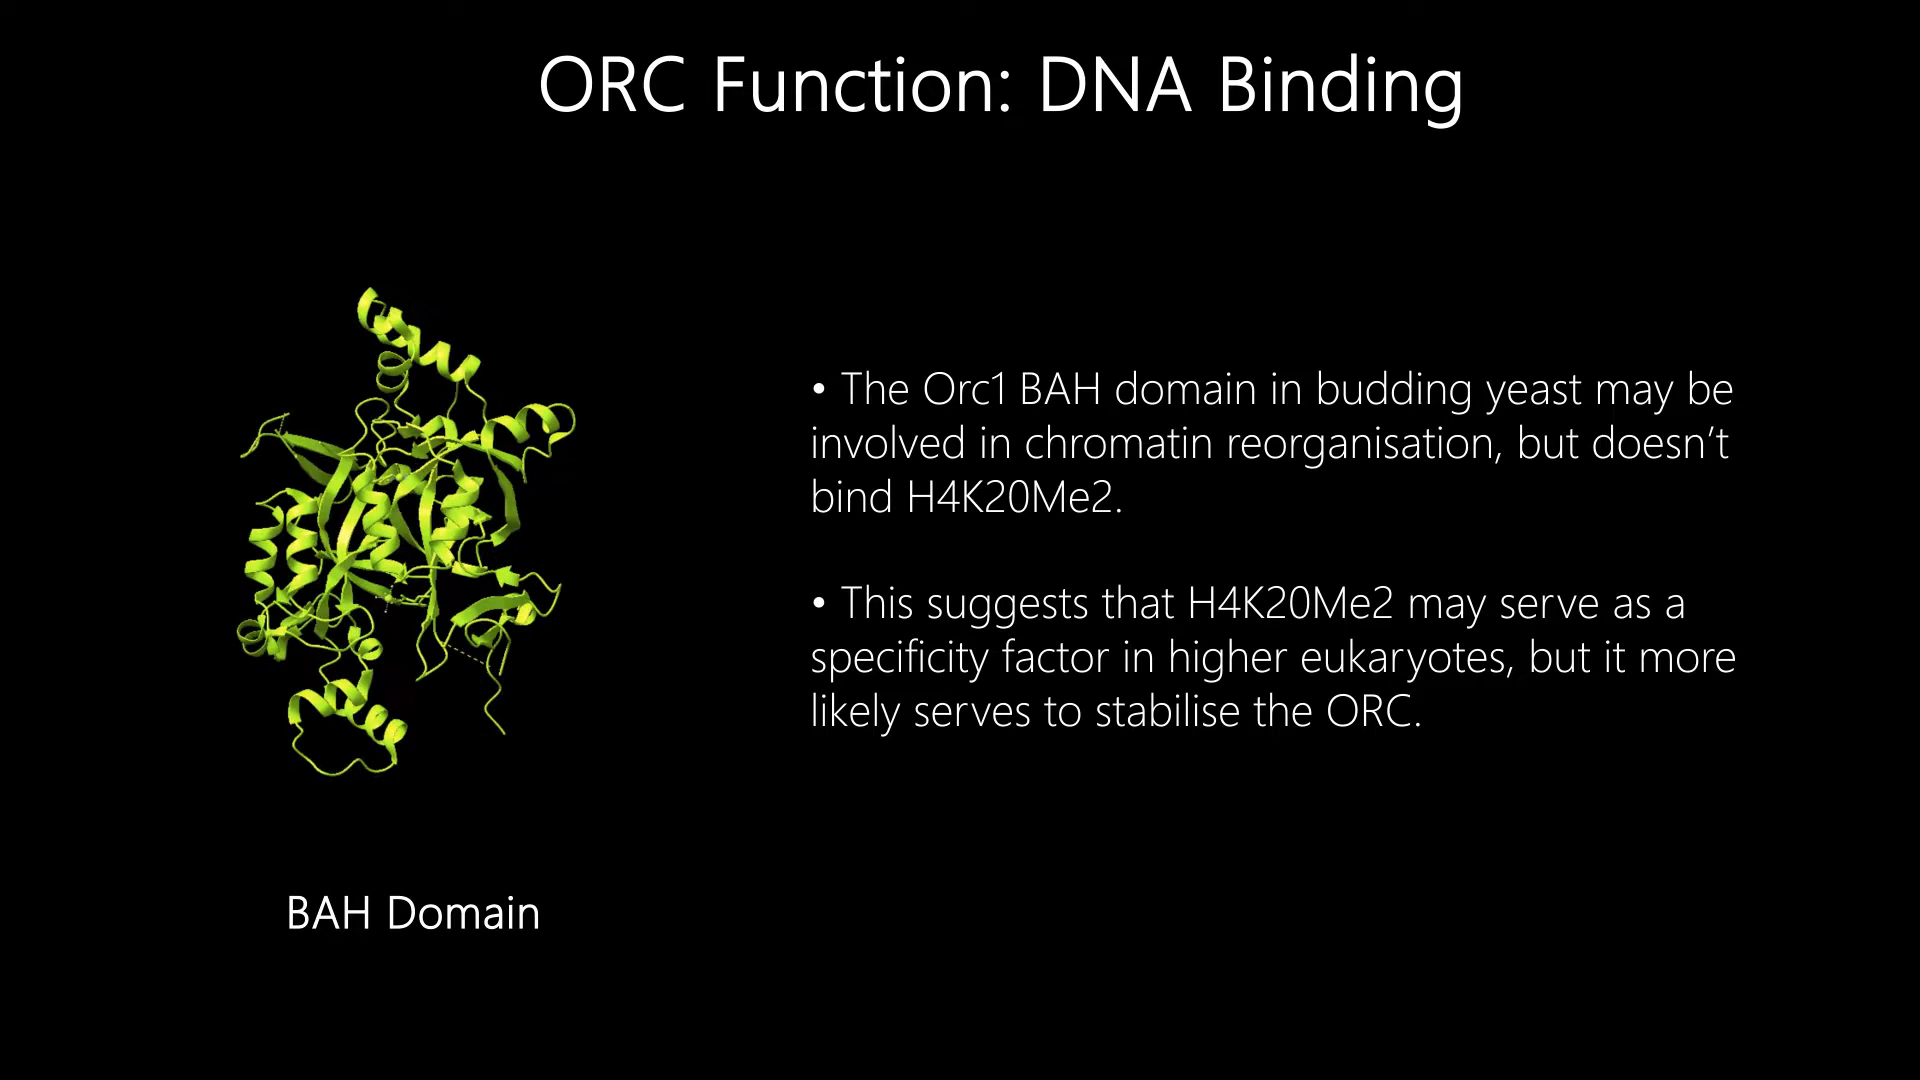 ORC Function: DNA Binding
• The Orc1 BAH domain in budding yeast may be
involved in chromatin reorganisation, but doesn’t
bind H4K20Me2.
• This suggests that H4K20Me2 may serve as a
specificity factor in higher eukaryotes, but it more
likely serves to stabilise the ORC.
BAH Domain